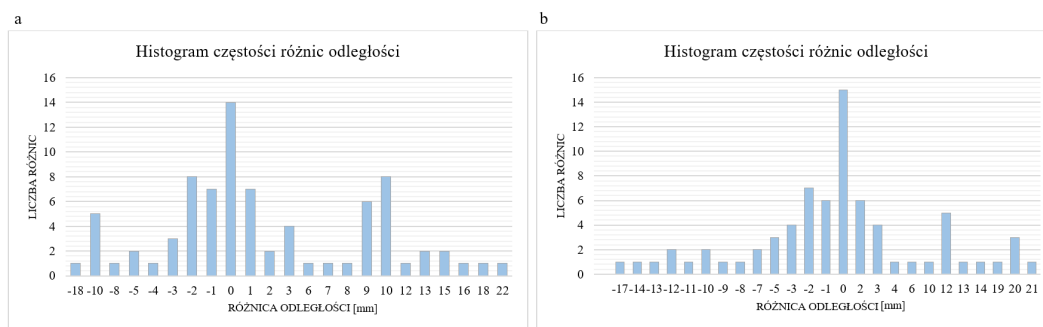 a
Histogram częstości różnic odległości
16
14
12
10
8
6
4
2
0
LICZBA RÓŻNIC
-18 -10 -8 -5 -4 -3 -2 -1 0 1 2 3 6 7 8 9 10 12 13 15 16 18 22
RÓŻNICA ODLEGŁOŚCI [mm]
b
Histogram częstości różnic odległości
16
14
12
10
8
6
4
2
0
LICZBA RÓŻNIC
-17 -14 -13 -12 -11 -10 -9 -8 -7 -5 -3 -2 -1 0 2 3 4 6 10 12 13 14 19 20 21
RÓŻNICA ODLEGŁOŚCI [mm]